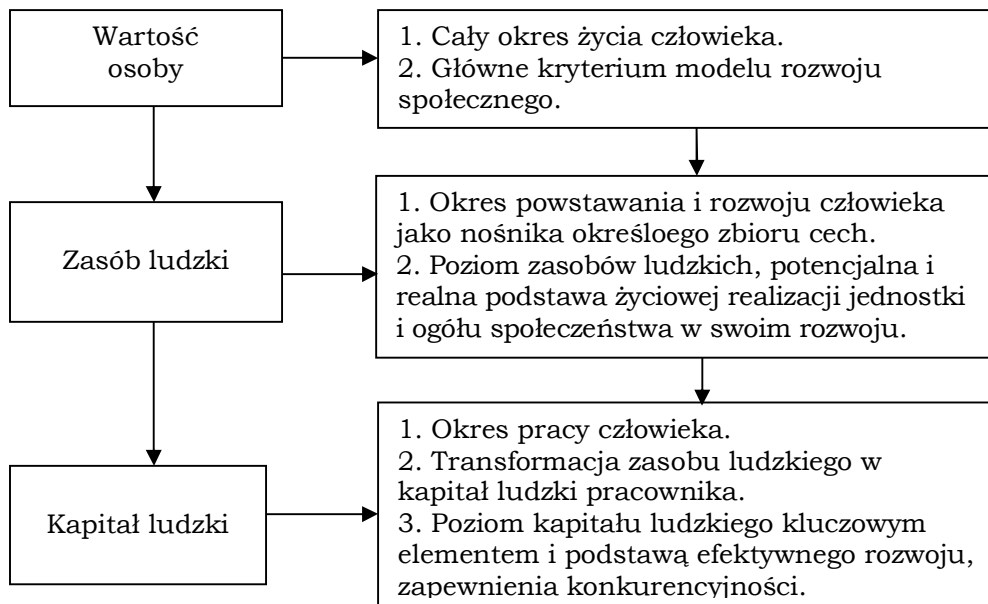 Wartość
osoby
1. Cały okres życia człowieka.
2. Główne kryterium modelu rozwoju
społecznego.
Zasób ludzki
1. Okres powstawania i rozwoju człowieka
jako nośnika określoego zbioru cech.
2. Poziom zasobów ludzkich, potencjalna i
realna podstawa życiowej realizacji jednostki
i ogółu społeczeństwa w swoim rozwoju.
Kapitał ludzki
1. Okres pracy człowieka.
2. Transformacja zasobu ludzkiego w
kapitał ludzki pracownika.
3. Poziom kapitału ludzkiego kluczowym
elementem i podstawą efektywnego rozwoju,
zapewnienia konkurencyjności.